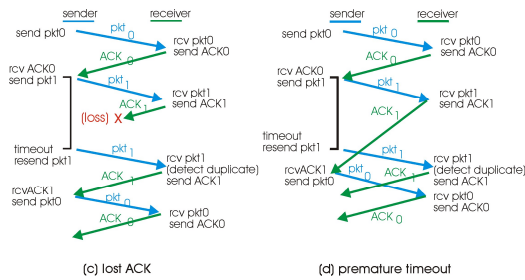 sender receiver
send pkt0
pkt 0
rcv pkt0
send ACK0
ACK 0
rcv ACK0
send pkt1
pkt 1
rcv pkt1
send ACK1
ACK 1
(loss) X
timeout
resend pkt1
pkt 1
rcv pkt1
(detect duplicate)
send ACK1
ACK 1
rcvACK1
send pkt0
pkt 0
rcv pkt0
send ACK0
ACK 0
(c) lost ACK
sender receiver
send pkt0
pkt 0
rcv pkt0
send ACK0
ACK 0
rcv ACK0
send pkt1
pkt 1
rcv pkt1
send ACK1
ACK 1
timeout
resend pkt1
pkt 1
rcv pkt1
(detect duplicate)
send ACK1
rcvACK1
send pkt0
pkt 0
ACK 1
rcv pkt0
send ACK0
ACK 0
(d) premature timeout